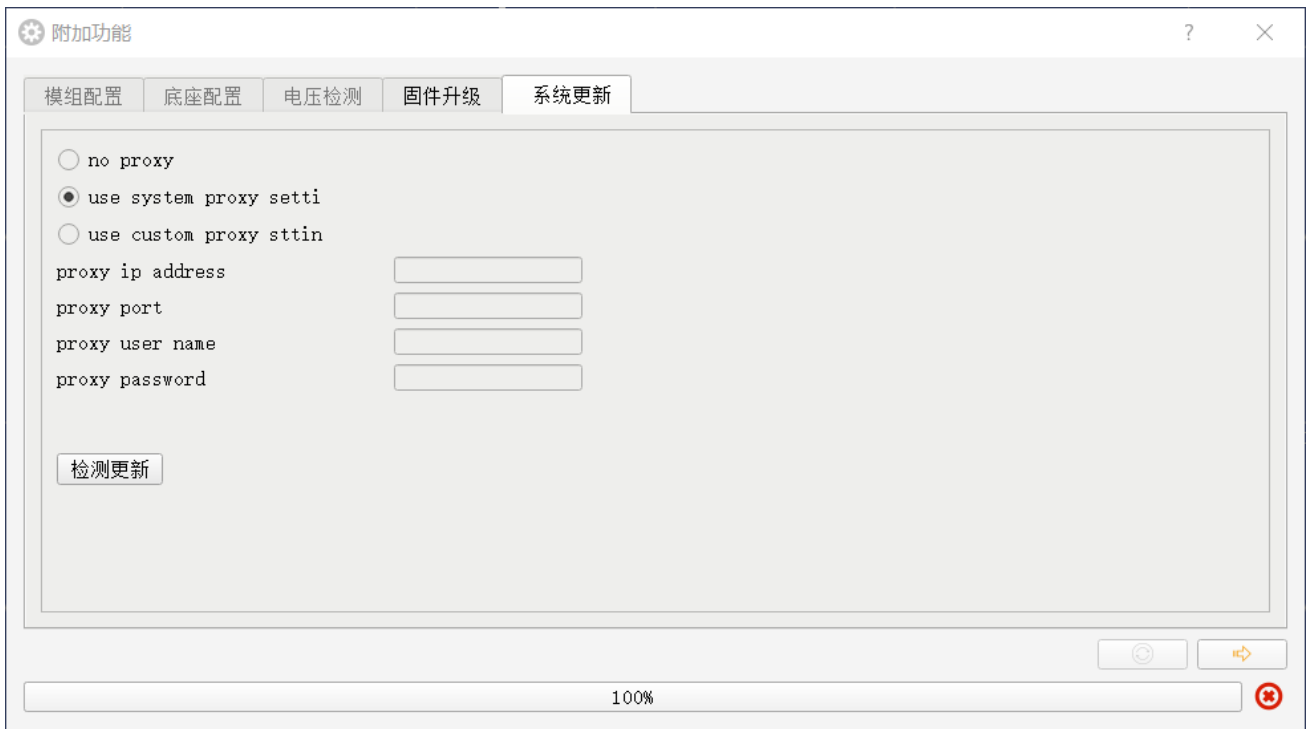 附加功能
模组配置 底座配置 电压检测 固件升级 系统更新
no proxy
use system proxy setti
use custom proxy sttin
proxy ip address
proxy port
proxy user name
proxy password
检测更新
100%